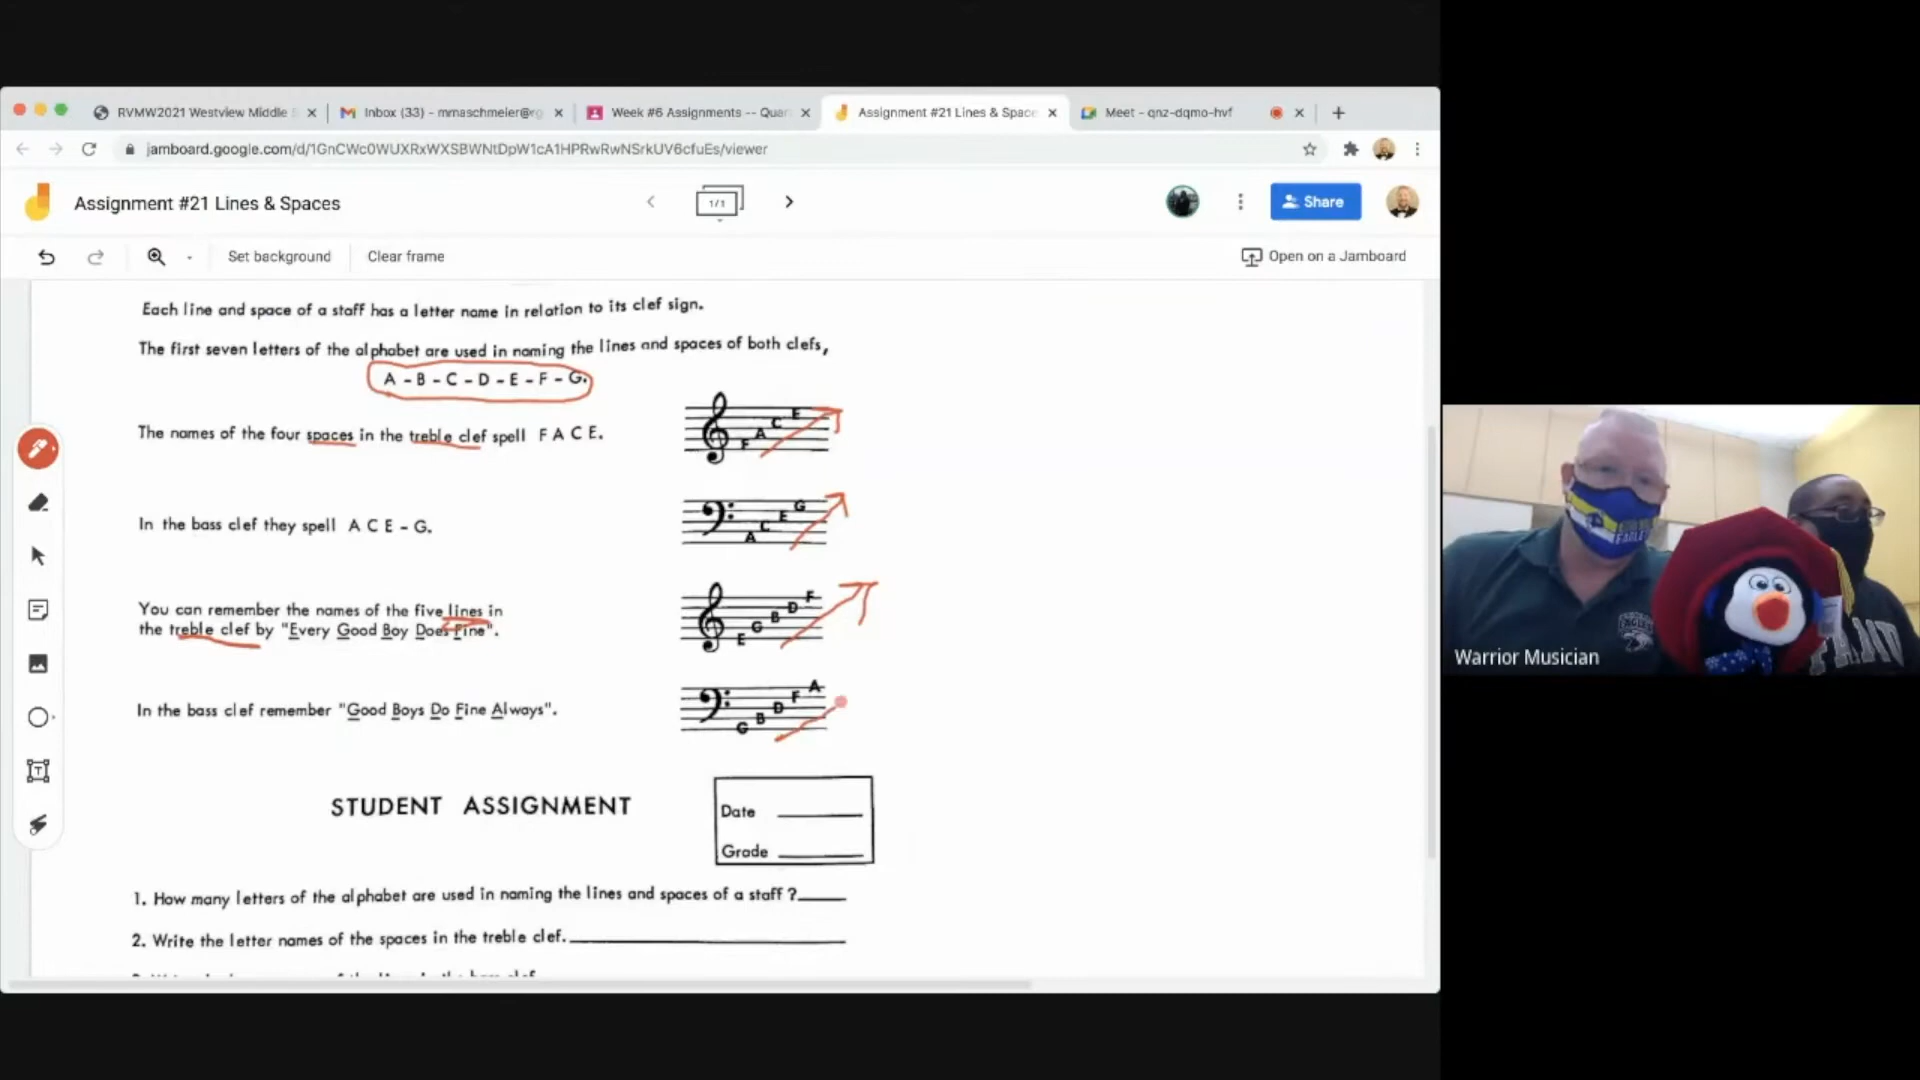 RVMW2021 Westview Middle S
Inbox (33) - mmaschmeier@rg
Week #6 Assignments -- Quar
Assignment #21 Lines & Space
Meet - qnz-dqmo-hvf
jamboard.google.com/d/1GnCWc0WUXRxWXSBWNtDpW1cA1HPRwRwNSrkUV6cfuEs/viewer
Assignment #21 Lines & Spaces
1/1
Share
Set background
Clear frame
Open on a Jamboard
Each line and space of a staff has a letter name in relation to its clef sign.
The first seven letters of the alphabet are used in naming the lines and spaces of both clefs,
A - B - C - D - E - F - G.
The names of the four spaces in the treble clef spell F A C E.
F A C E
In the bass clef they spell A C E - G.
A C E G
You can remember the names of the five lines in
the treble clef by "Every Good Boy Does Fine".
E G B D F
In the bass clef remember "Good Boys Do Fine Always".
G B D F A
STUDENT ASSIGNMENT
Date
Grade
1. How many letters of the alphabet are used in naming the lines and spaces of a staff ?
2. Write the letter names of the spaces in the treble clef.
Warrior Musician
EAGLES